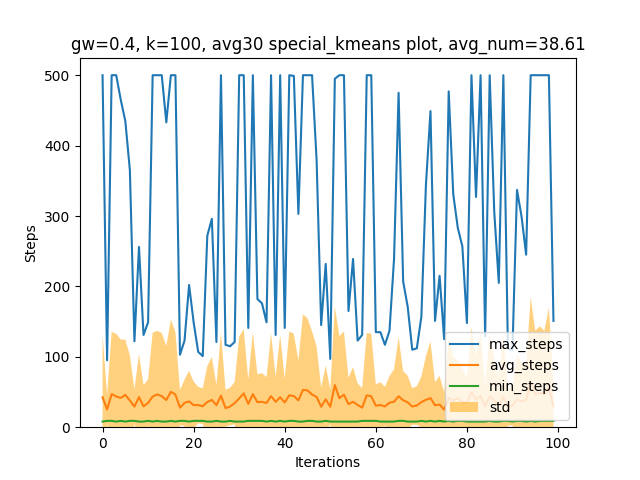 gw=0.4, k=100, avg30 special_kmeans plot, avg_num=38.61
500
400
300
200
100
0
Steps
0 20 40 60 80 100
Iterations
max_steps
avg_steps
min_steps
std